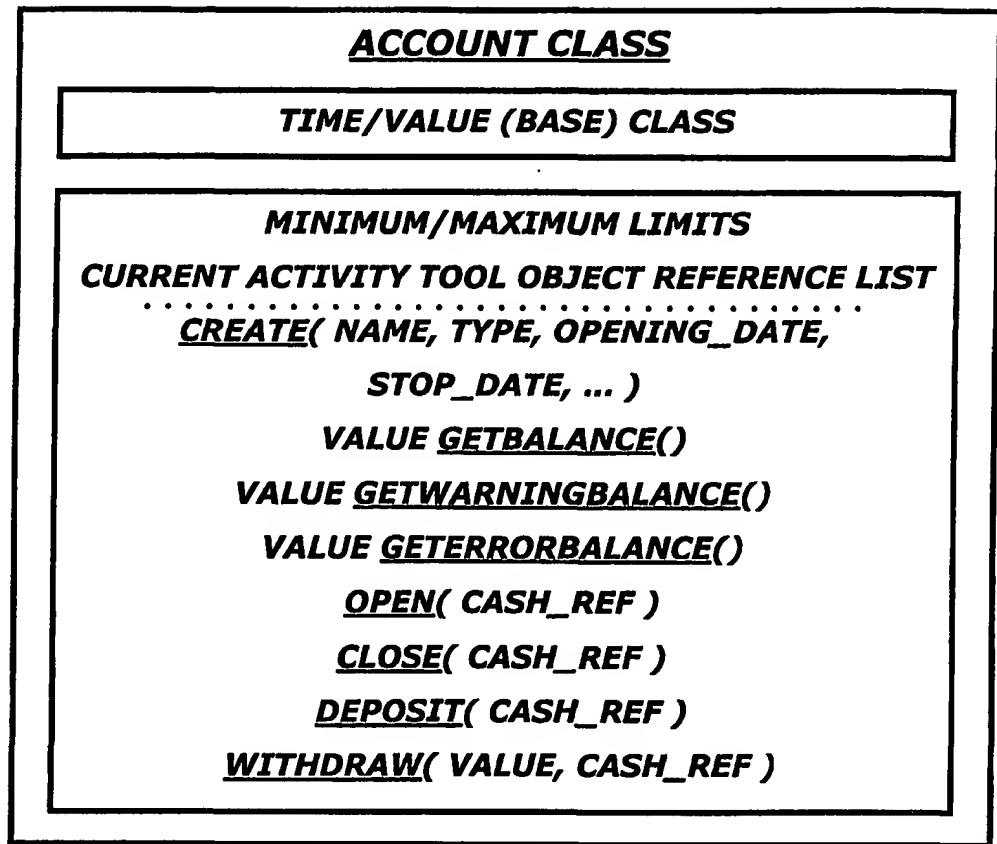 ACCOUNT CLASS
TIME/VALUE (BASE) CLASS
MINIMUM/MAXIMUM LIMITS
CURRENT ACTIVITY TOOL OBJECT REFERENCE LIST
CREATE( NAME, TYPE, OPENING_DATE,
STOP_DATE, ... )
VALUE GETBALANCE()
VALUE GETWARNINGBALANCE()
VALUE GETERRORBALANCE()
OPEN( CASH_REF )
CLOSE( CASH_REF )
DEPOSIT( CASH_REF )
WITHDRAW( VALUE, CASH_REF )